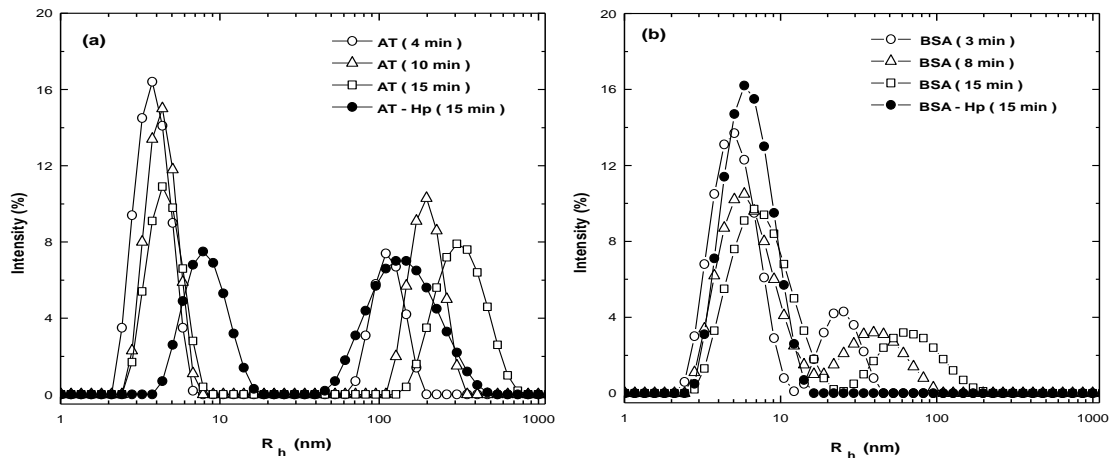 (a)
AT ( 4 min )
AT ( 10 min )
AT ( 15 min )
AT - Hp ( 15 min )
20
16
12
8
4
0
Intensity (%)
1
10
100
1000
R h (nm)
(b)
BSA ( 3 min )
BSA ( 8 min )
BSA ( 15 min )
BSA - Hp ( 15 min )
20
16
12
8
4
0
Intensity (%)
1
10
100
1000
R h (nm)